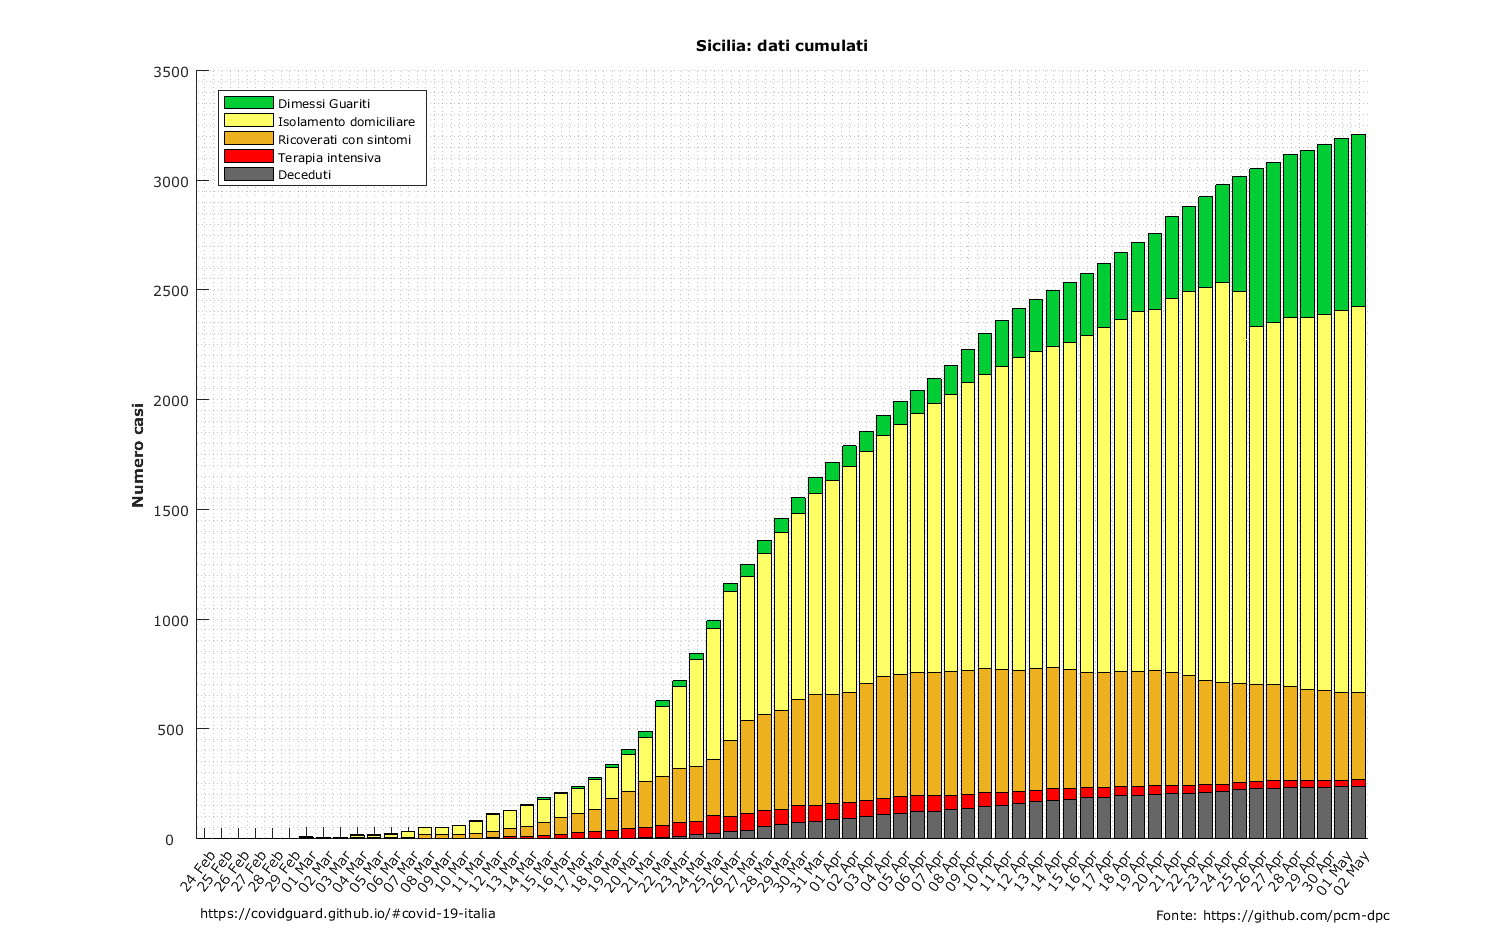 Sicilia: dati cumulati
3500
3000
2500
2000
1500
1000
500
0
Numero casi
Dimessi Guariti
Isolamento domiciliare
Ricoverati con sintomi
Terapia intensiva
Deceduti
24 Feb
25 Feb
26 Feb
27 Feb
28 Feb
29 Feb
01 Mar
02 Mar
03 Mar
04 Mar
05 Mar
06 Mar
07 Mar
08 Mar
09 Mar
10 Mar
11 Mar
12 Mar
13 Mar
14 Mar
15 Mar
16 Mar
17 Mar
18 Mar
19 Mar
20 Mar
21 Mar
22 Mar
23 Mar
24 Mar
25 Mar
26 Mar
27 Mar
28 Mar
29 Mar
30 Mar
31 Mar
01 Apr
02 Apr
03 Apr
04 Apr
05 Apr
06 Apr
07 Apr
08 Apr
09 Apr
10 Apr
11 Apr
12 Apr
13 Apr
14 Apr
15 Apr
16 Apr
17 Apr
18 Apr
19 Apr
20 Apr
21 Apr
22 Apr
23 Apr
24 Apr
25 Apr
26 Apr
27 Apr
28 Apr
29 Apr
30 Apr
01 May
02 May
https://covidguard.github.io/#covid-19-italia
Fonte: https://github.com/pcm-dpc